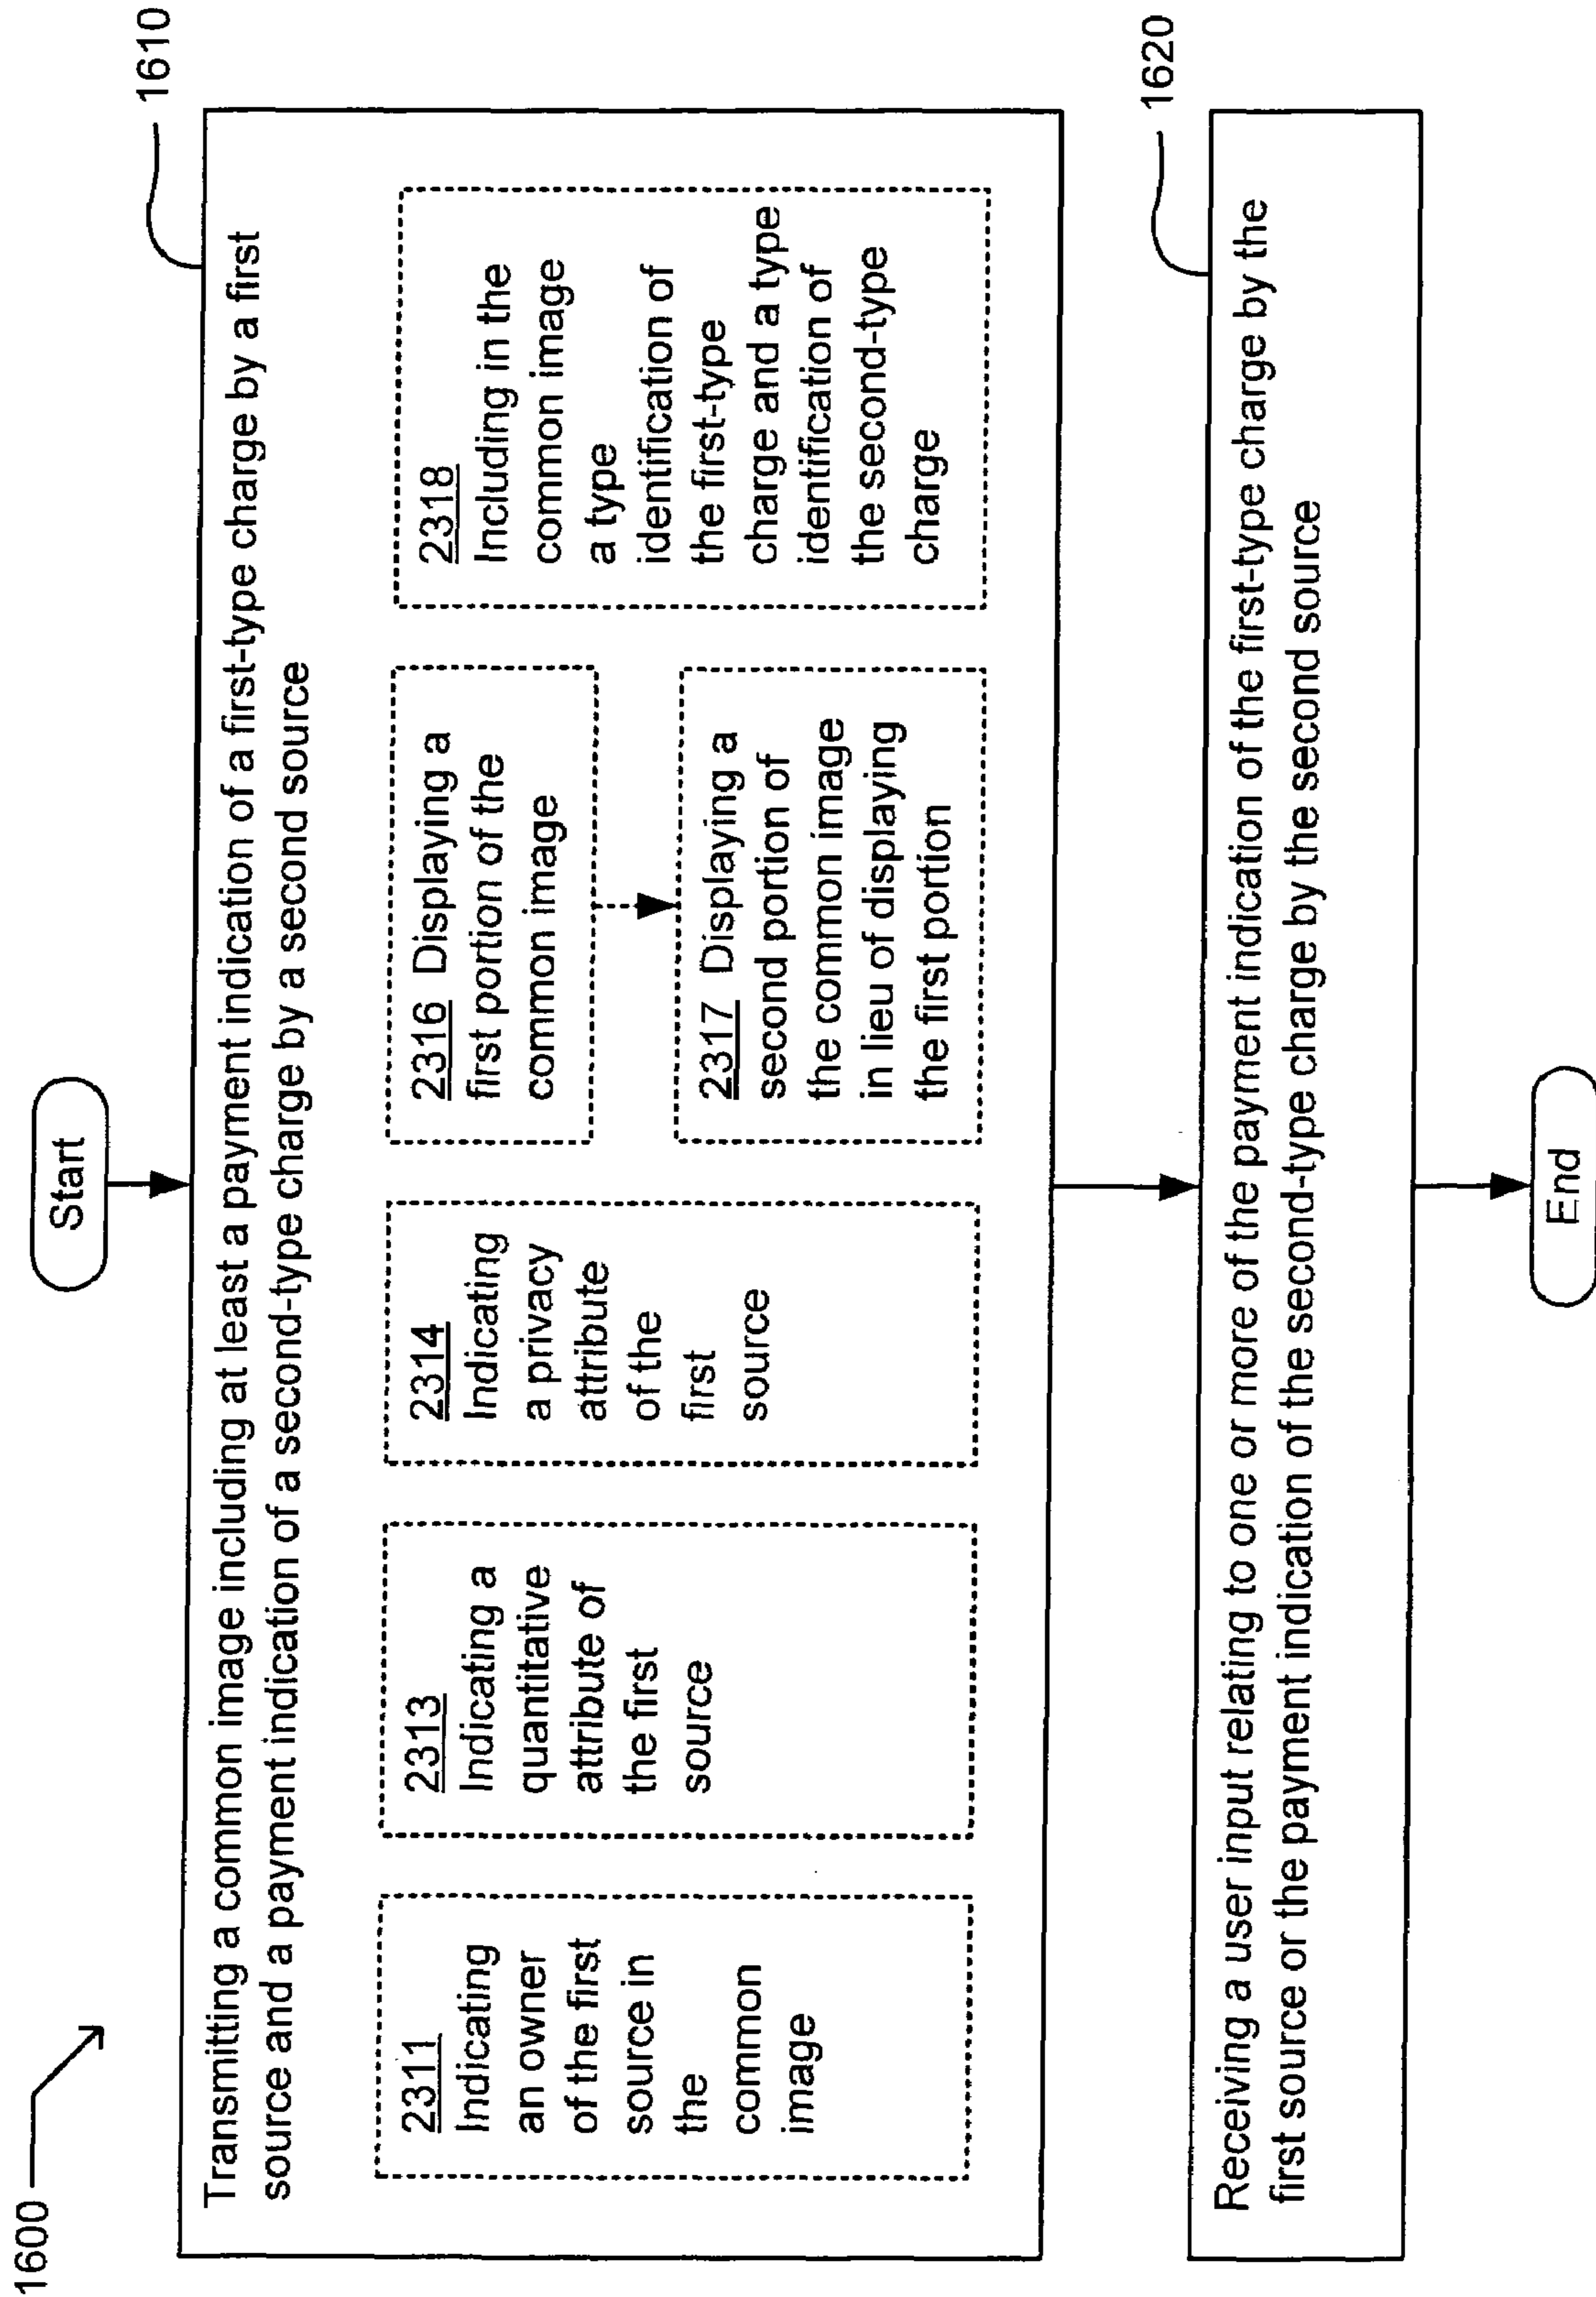 1600
Start
1610
Transmitting a common image including at least a payment indication of a first-type charge by a first
source and a payment indication of a second-type charge by a second source
2311
Indicating
an owner
of the first
source in
the
common
image
2313
Indicating a
quantitative
attribute of
the first
source
2314
Indicating
a privacy
attribute
of the
first
source
2316 Displaying a
first portion of the
common image
2317 Displaying a
second portion of
the common image
in lieu of displaying
the first portion
2318
Including in the
common image
a type
identification of
the first-type
charge and a type
identification of
the second-type
charge
1620
Receiving a user input relating to one or more of the payment indication of the first-type charge by the
first source or the payment indication of the second-type charge by the second source
End